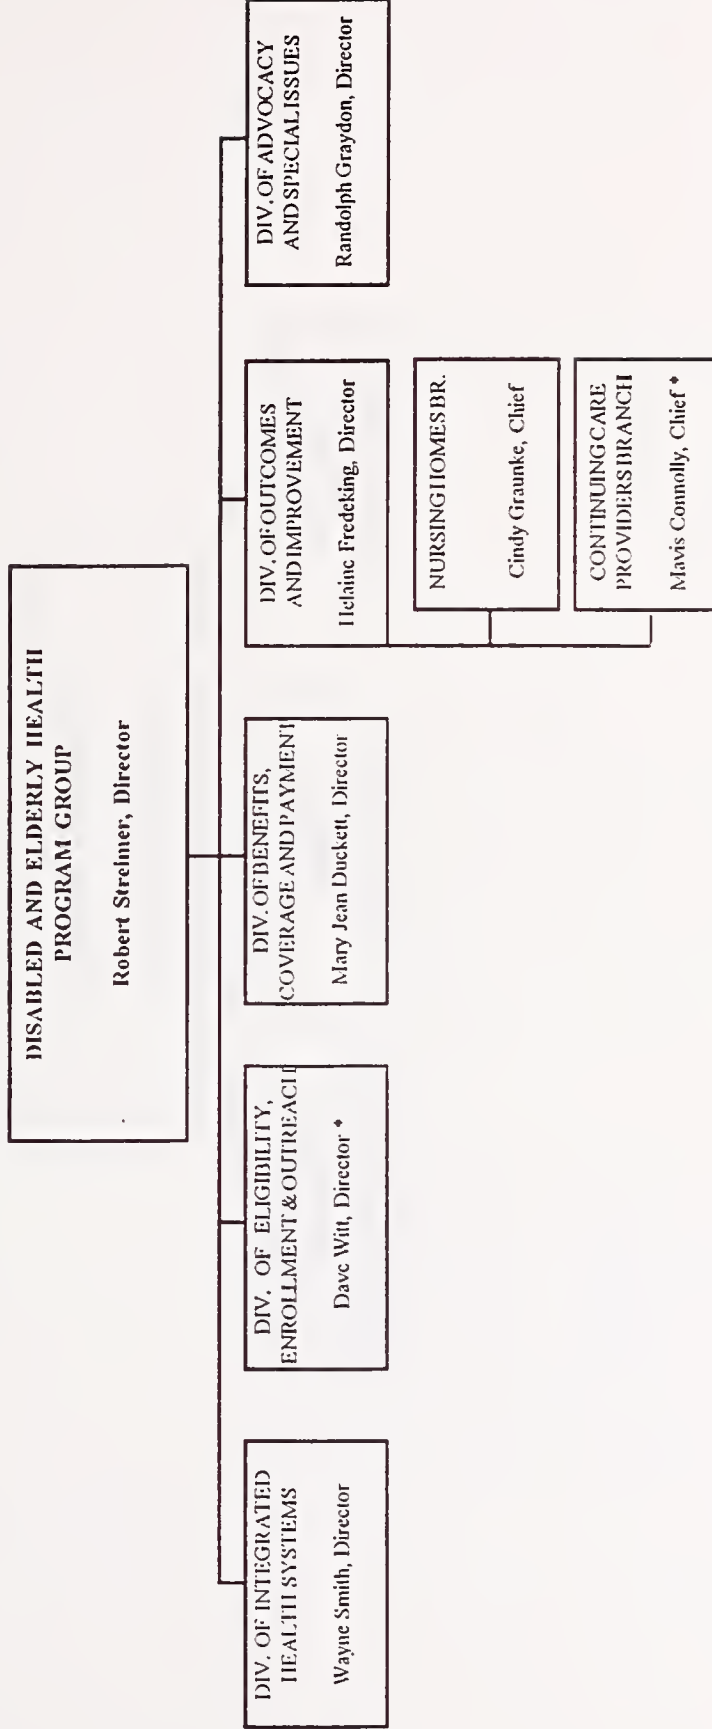 DISABLED AND ELDERLY HEALTH
PROGRAM GROUP
Robert Streimer, Director
DIV. OF INTEGRATED
HEALTH SYSTEMS
Wayne Smith, Director
DIV. OF ELIGIBILITY,
ENROLLMENT & OUTREACH
Dave Witt, Director *
DIV. OF BENEFITS,
COVERAGE AND PAYMENT
Mary Jean Duckett, Director
DIV. OF OUTCOMES
AND IMPROVEMENT
Helaine Fredeking, Director
NURSING HOMES BR.
Cindy Graunke, Chief
CONTINUING CARE
PROVIDERS BRANCH
Mavis Connolly, Chief *
DIV. OF ADVOCACY
AND SPECIAL ISSUES
Randolph Graydon, Director